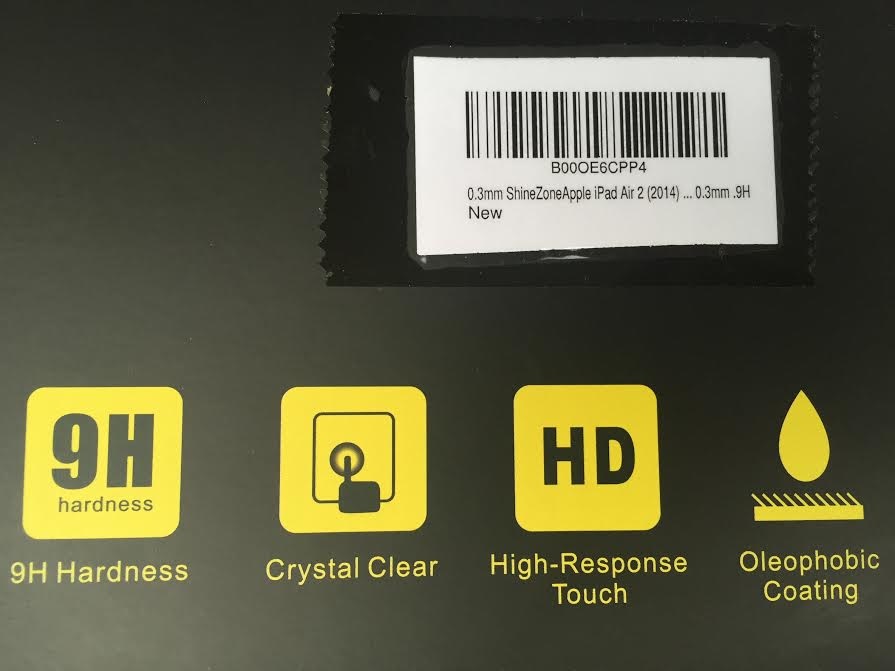 B00OE6CPP4
0.3mm ShineZoneApple iPad Air 2 (2014) ... 0.3mm .9H
New
9H
hardness
HD
9H Hardness
Crystal Clear
High-Response
Touch
Oleophobic
Coating